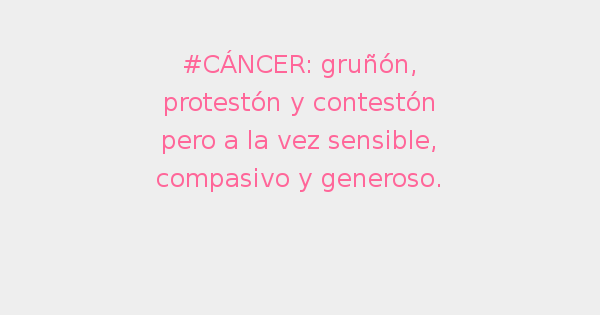 #CÁNCER: gruñón,
protestón y contestón
pero a la vez sensible,
compasivo y generoso.